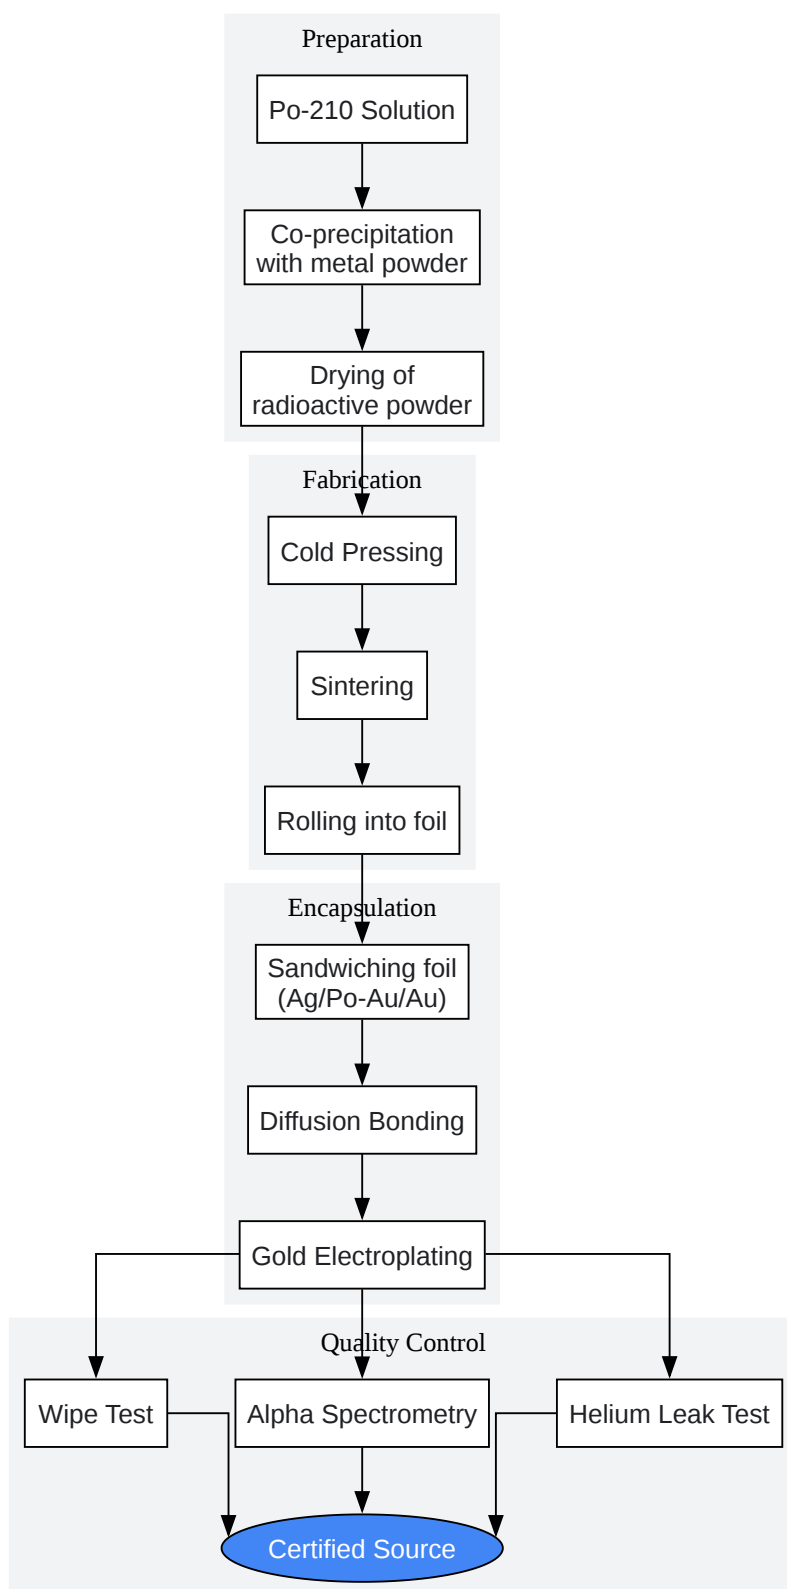 Preparation
Po-210 Solution
Co-precipitation
with metal powder
Drying of
radioactive powder
Fabrication
Cold Pressing
Sintering
Rolling into foil
Encapsulation
Sandwiching foil
(Ag/Po-Au/Au)
Diffusion Bonding
Gold Electroplating
Quality Control
Wipe Test
Alpha Spectrometry
Helium Leak Test
Certified Source